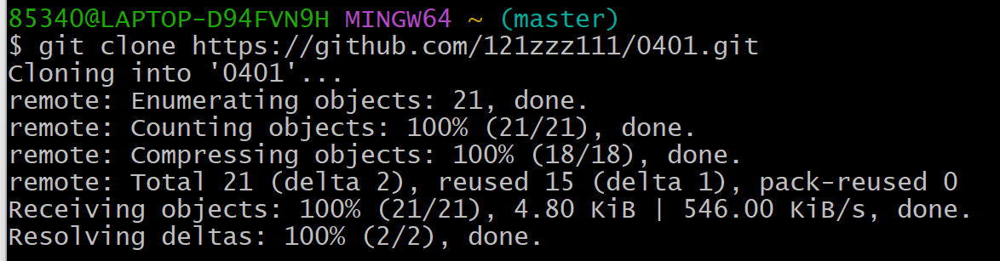 85340@LAPTOP-D94FVN9H MINGW64 ~ (master)
$ git clone https://github.com/121zzz111/0401.git
Cloning into '0401'...
remote: Enumerating objects: 21, done.
remote: Counting objects: 100% (21/21), done.
remote: Compressing objects: 100% (18/18), done.
remote: Total 21 (delta 2), reused 15 (delta 1), pack-reused 0
Receiving objects: 100% (21/21), 4.80 KiB | 546.00 KiB/s, done.
Resolving deltas: 100% (2/2), done.